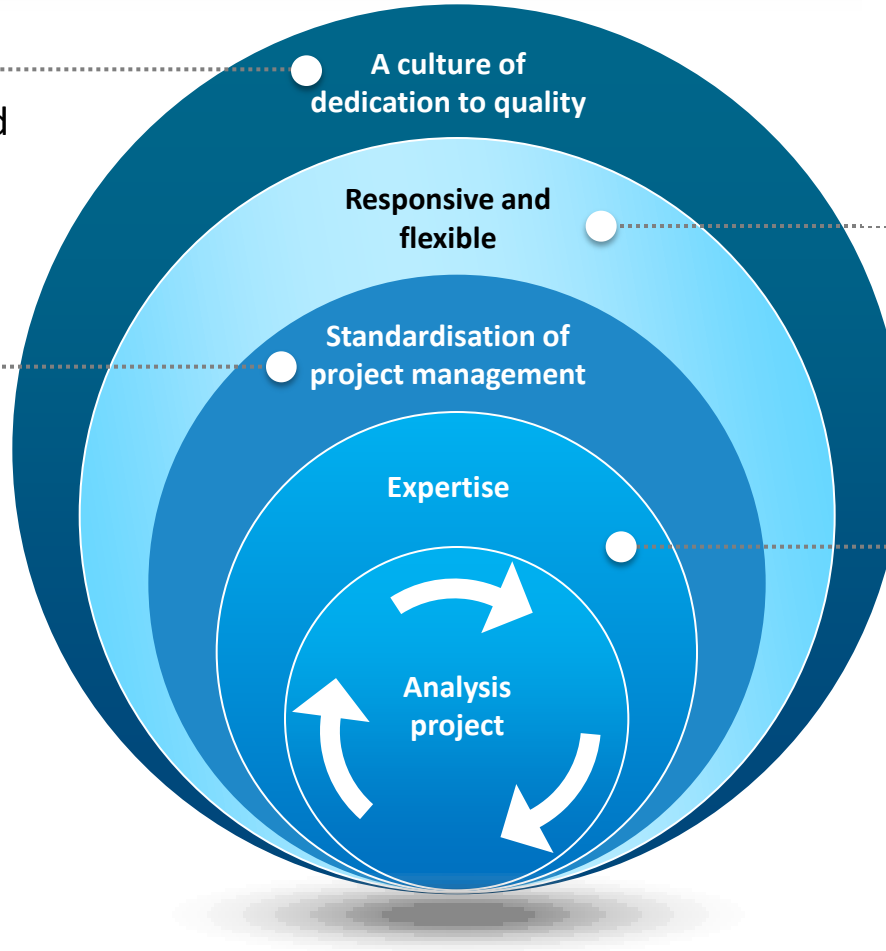 A culture of
dedication to quality
d
Responsive and
flexible
Standardisation of
project management
Expertise
Analysis
project